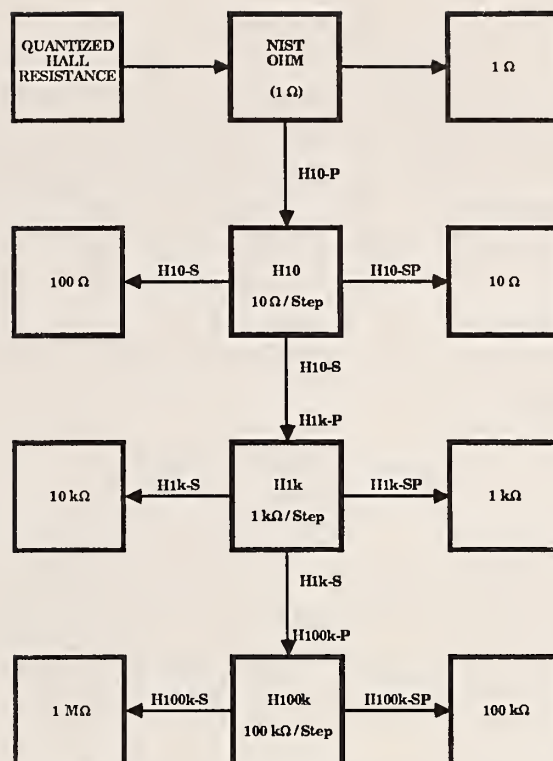 QUANTIZED
HALL
RESISTANCE
NIST
OHM
(1 Ω)
1 Ω
H10-P
100 Ω
H10-S
H10
10 Ω/Step
H10-SP
10 Ω
H10-S
H1k-P
10 kΩ
H1k-S
H1k
1 kΩ/Step
H1k-SP
1 kΩ
H1k-S
H100k-P
1 MΩ
H100k-S
H100k
100 kΩ/Step
H100k-SP
100 kΩ